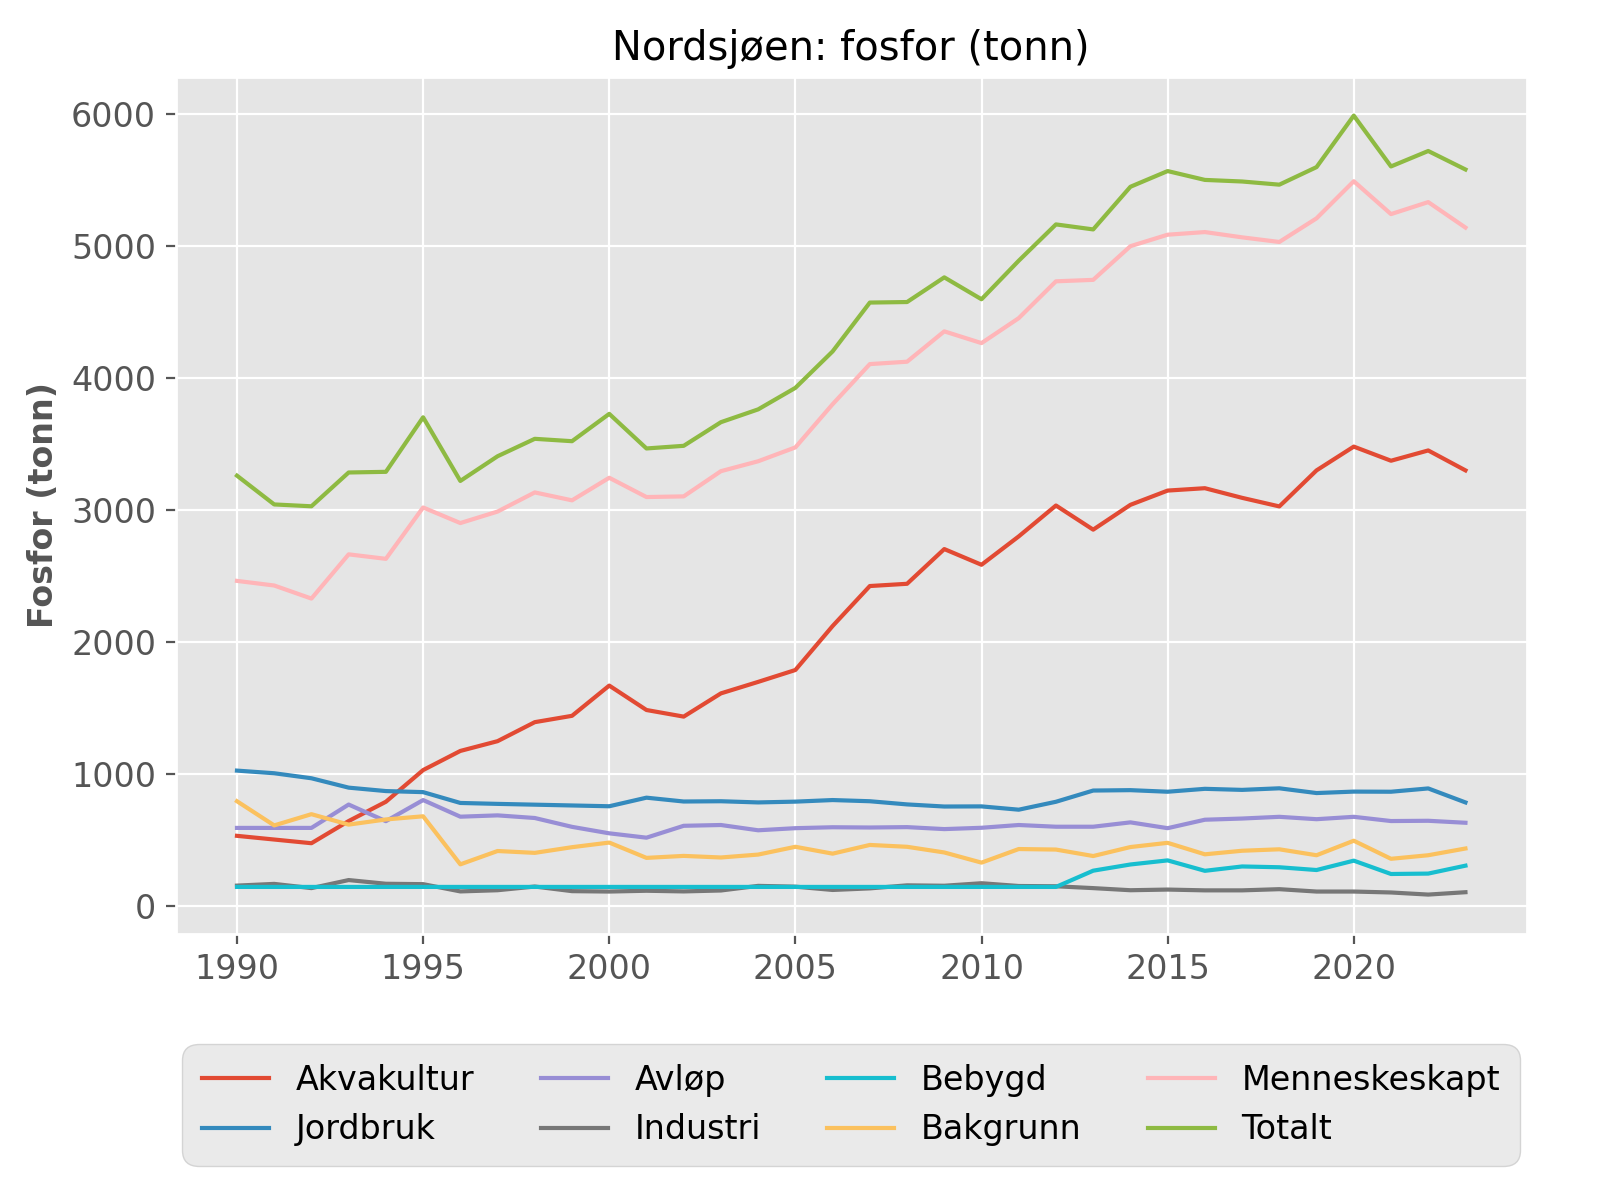 Nordsjøen: fosfor (tonn)
Fosfor (tonn)
6000
5000
4000
3000
2000
1000
0
1990 1995 2000 2005 2010 2015 2020
Akvakultur Avløp Bebygd Menneskeskapt
Jordbruk Industri Bakgrunn Totalt